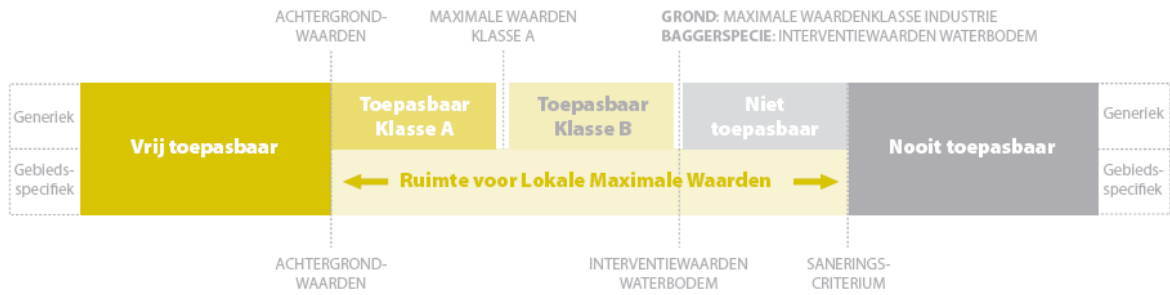 ACHTERGROND-
WAARDEN
MAXIMALE WAARDEN
KLASSE A
GROND: MAXIMALE WAARDENKLASSE INDUSTRIE
BAGGERSPECIE: INTERVENTIEWAARDEN WATERBODEM
Generiek
Vrij toepasbaar
Toepasbaar
Klasse A
Toepasbaar
Klasse B
Niet
toepasbaar
Nooit toepasbaar
Generiek
Gebieds-
specifiek
Ruimte voor Lokale Maximale Waarden
Gebieds-
specifiek
ACHTERGROND-
WAARDEN
INTERVENTIEWAARDEN
WATERBODEM
SANERINGS-
CRITERIUM